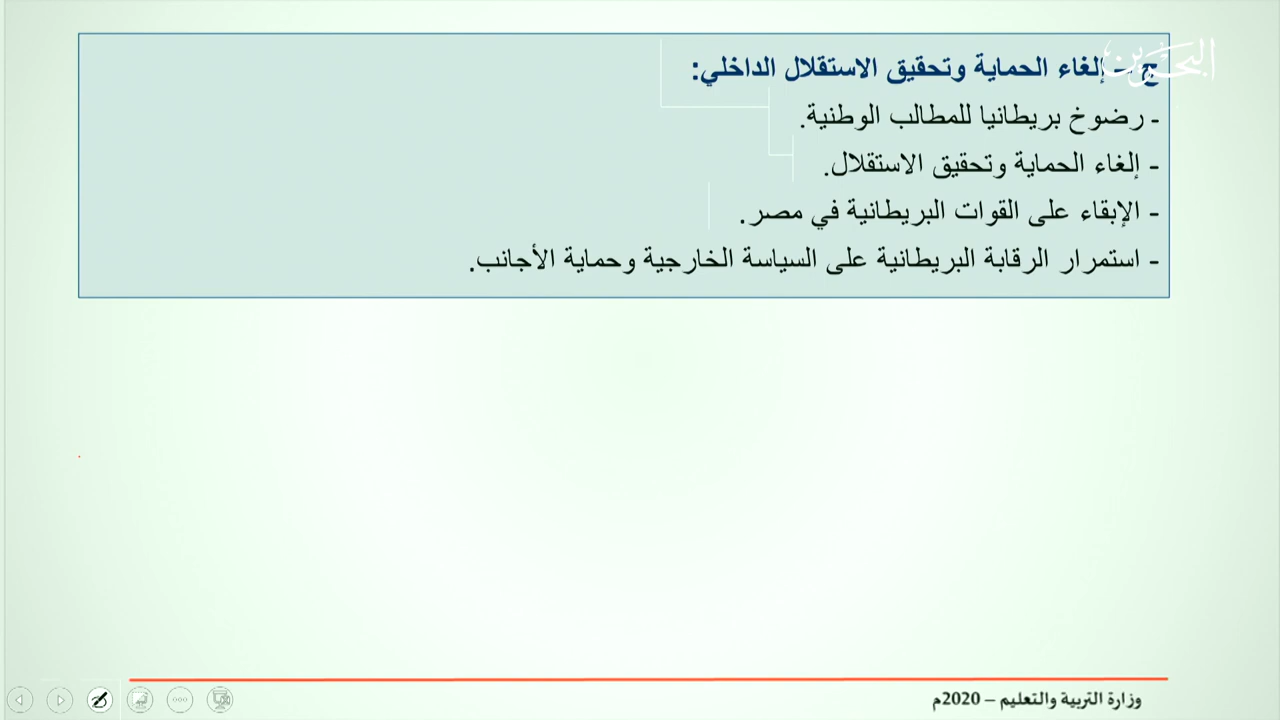 البحرين
ج – إلغاء الحماية وتحقيق الاستقلال الداخلي:
- رضوخ بريطانيا للمطالب الوطنية.
- إلغاء الحماية وتحقيق الاستقلال.
- الإبقاء على القوات البريطانية في مصر.
- استمرار الرقابة البريطانية على السياسة الخارجية وحماية الأجانب.
وزارة التربية والتعليم – 2020م